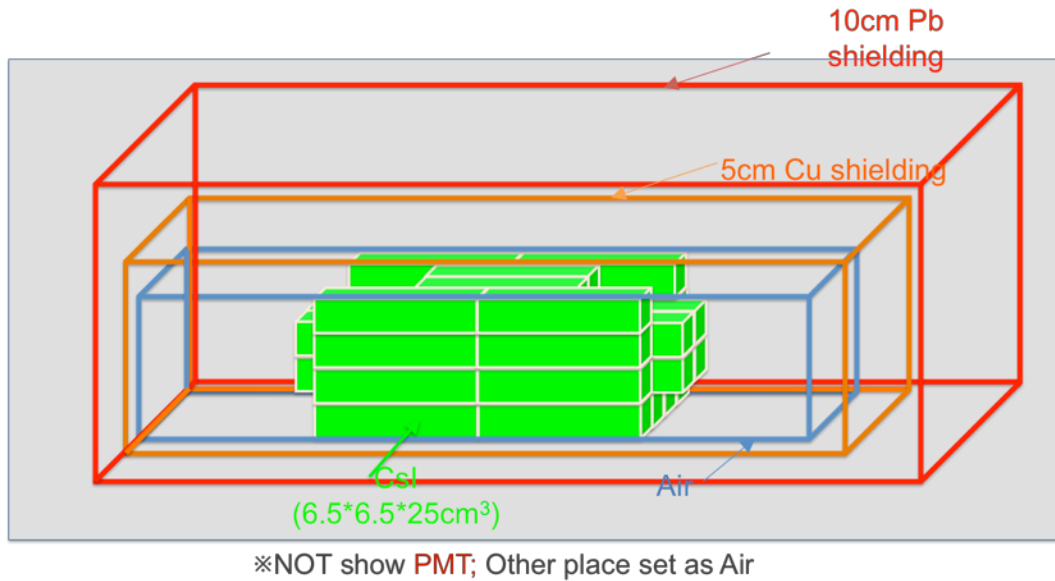 10cm Pb
shielding
5cm Cu shielding
CsI
(6.5*6.5*25cm³)
Air
※NOT show PMT; Other place set as Air